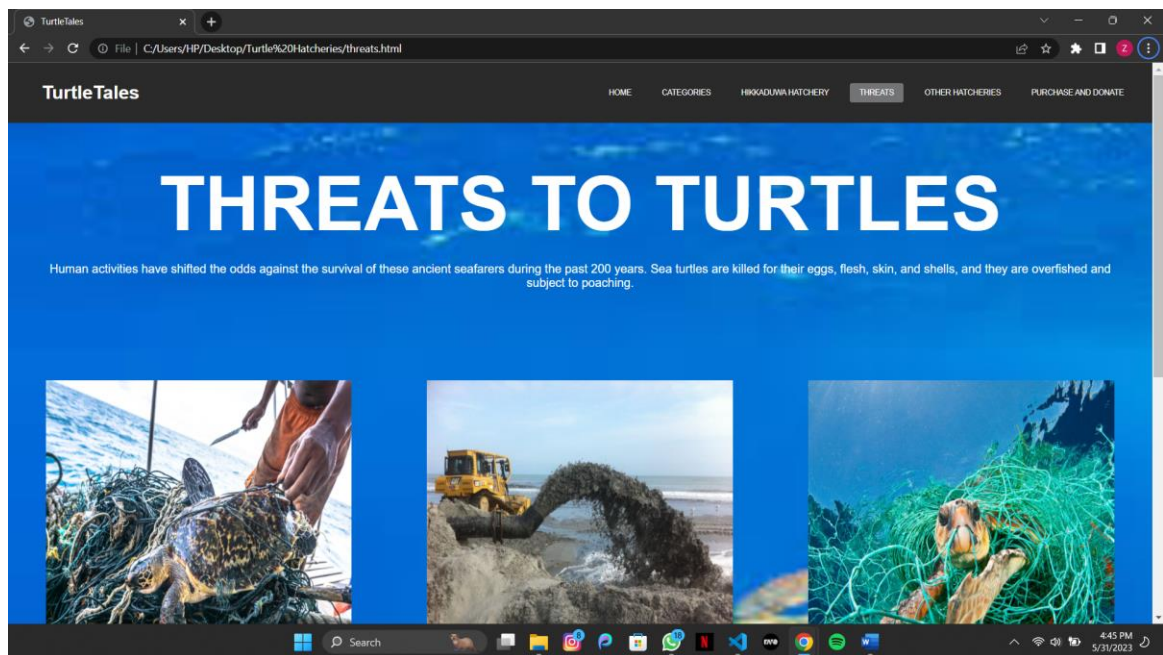 TurtleTales
File | C:/Users/HP/Desktop/Turtle%20Hatcheries/threats.html
Z
TurtleTales
HOME CATEGORIES HIKKADUWA HATCHERY THREATS OTHER HATCHERIES PURCHASE AND DONATE
THREATS TO TURTLES
Human activities have shifted the odds against the survival of these ancient seafarers during the past 200 years. Sea turtles are killed for their eggs, flesh, skin, and shells, and they are overfished and
subject to poaching.
Search
4:45 PM
5/31/2023